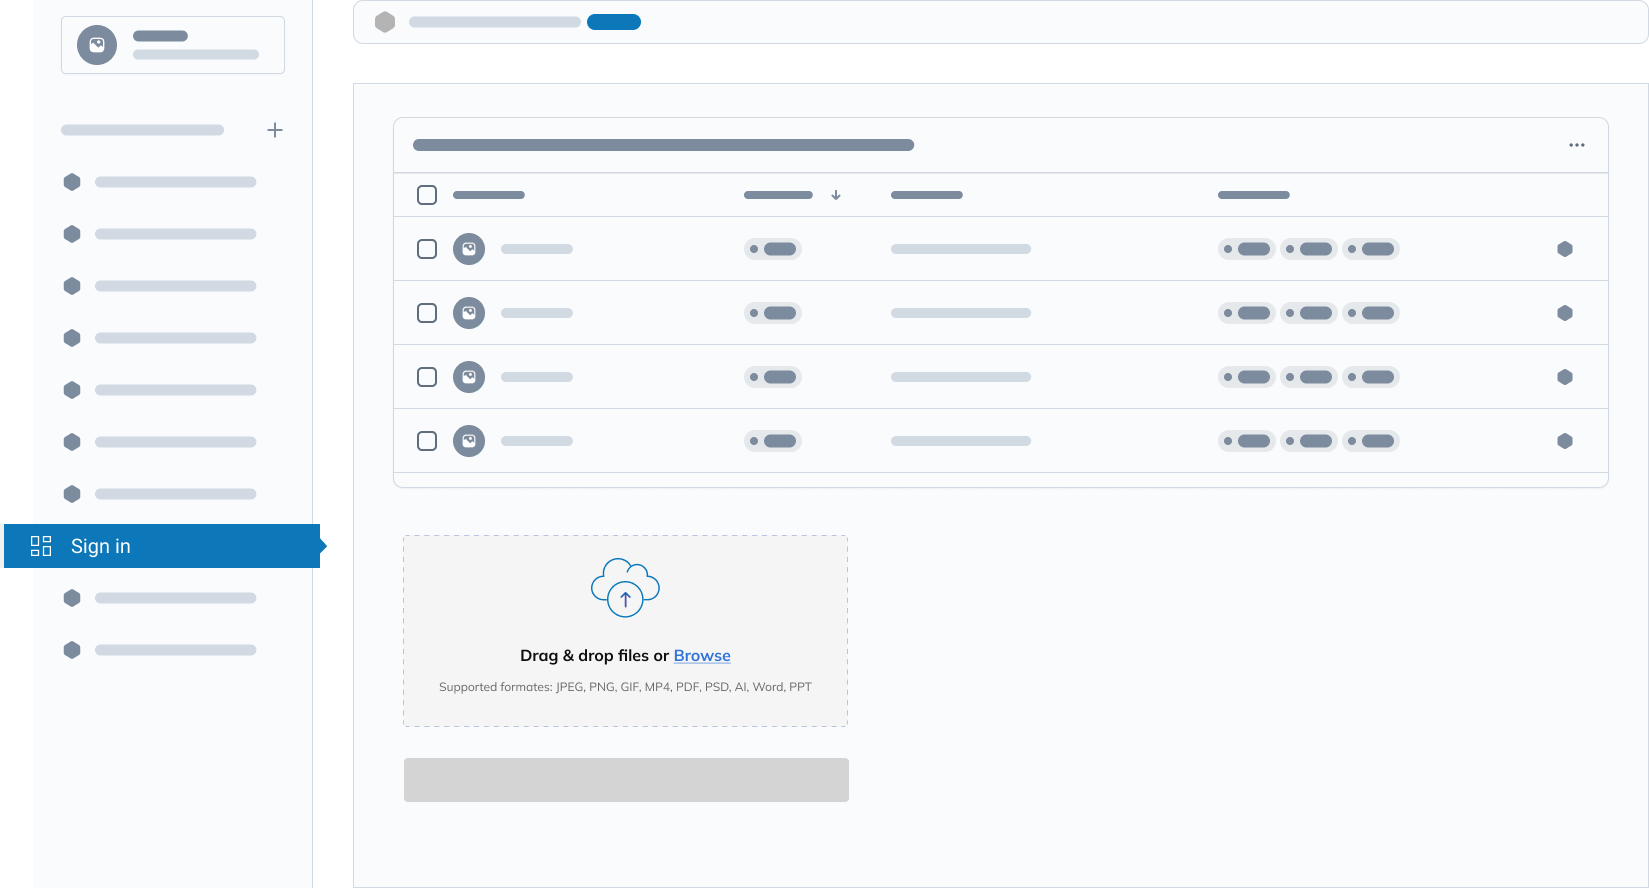 Sign in
Drag & drop files or Browse
Supported formates: JPEG, PNG, GIF, MP4, PDF, PSD, AI, Word, PPT